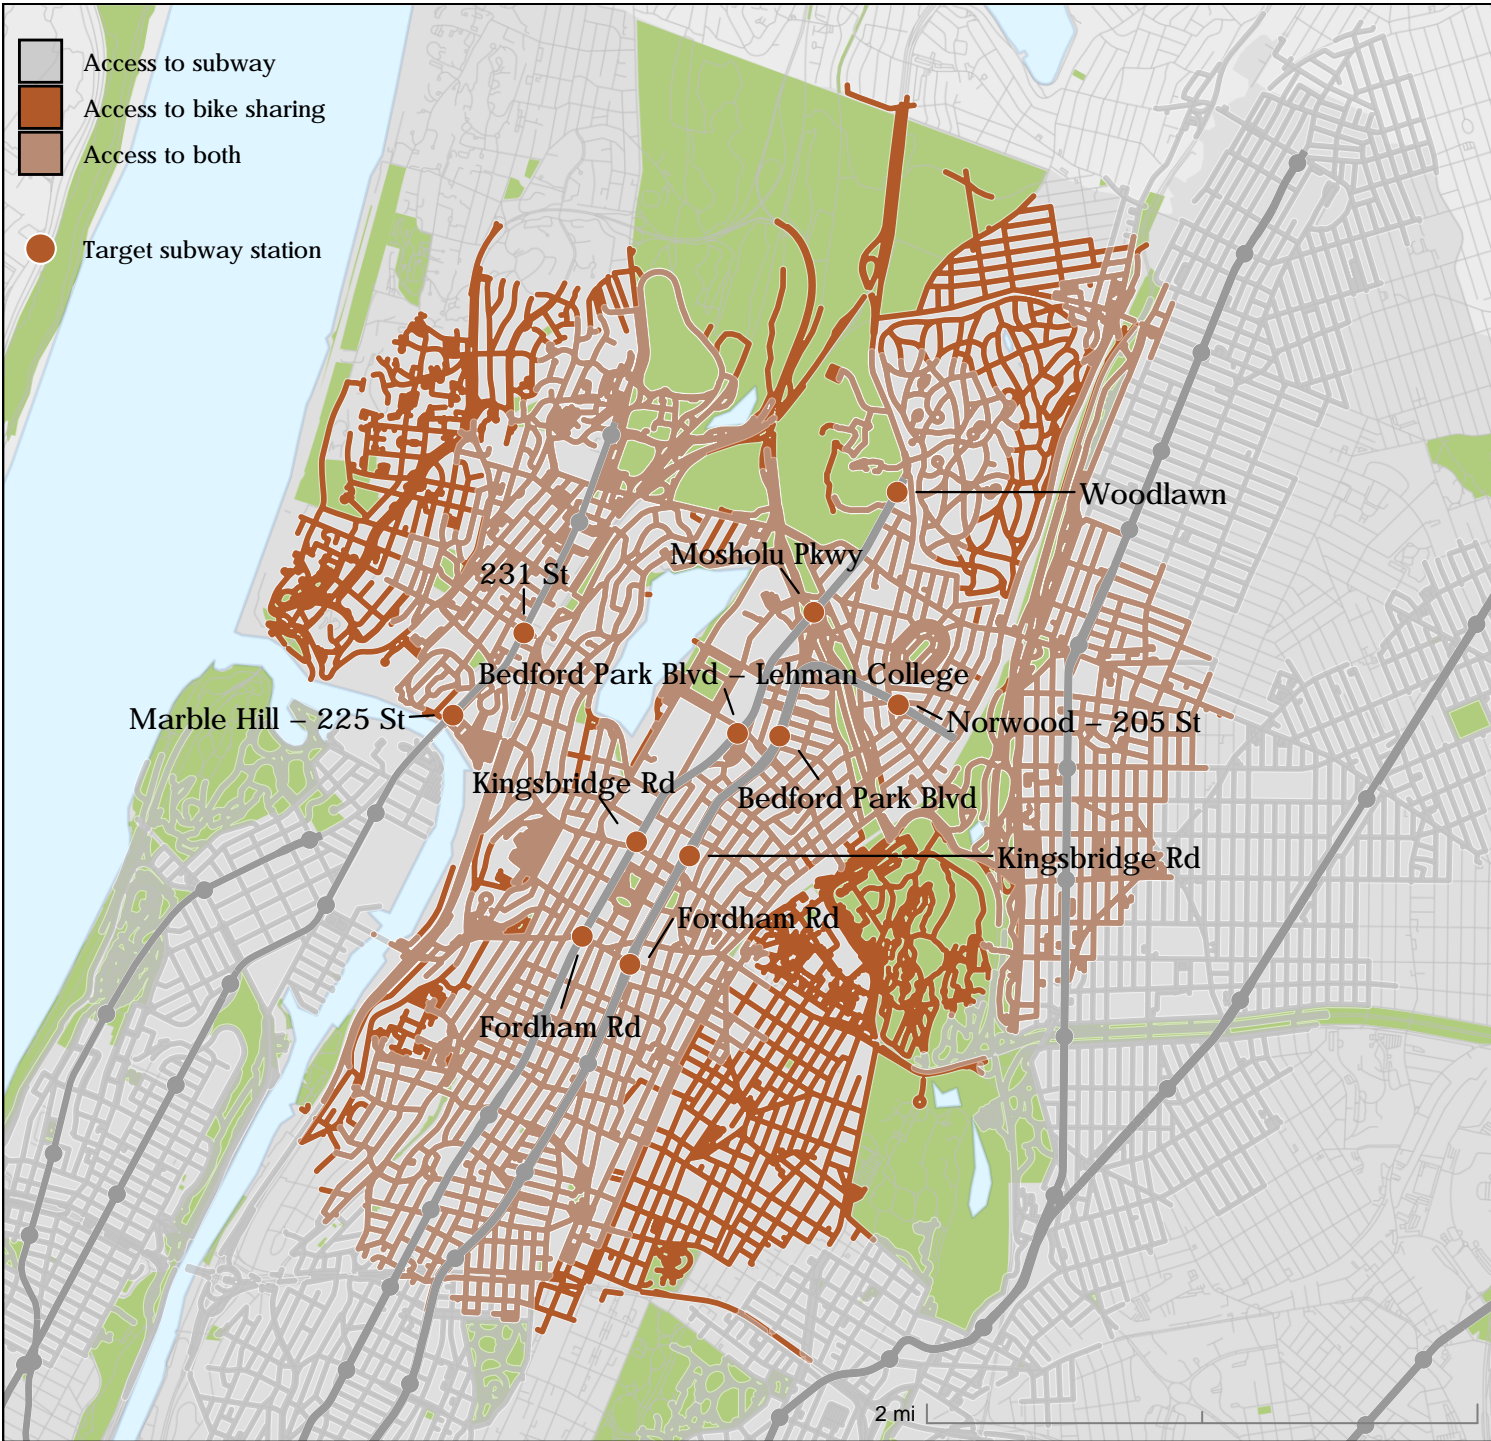 Access to subway
Access to bike sharing
Access to both
Target subway station
Woodlawn
Mosholu Pkwy
231 St
Bedford Park Blvd – Lehman College
Marble Hill – 225 St
Norwood – 205 St
Kingsbridge Rd
Bedford Park Blvd
Kingsbridge Rd
Fordham Rd
Fordham Rd
2 mi